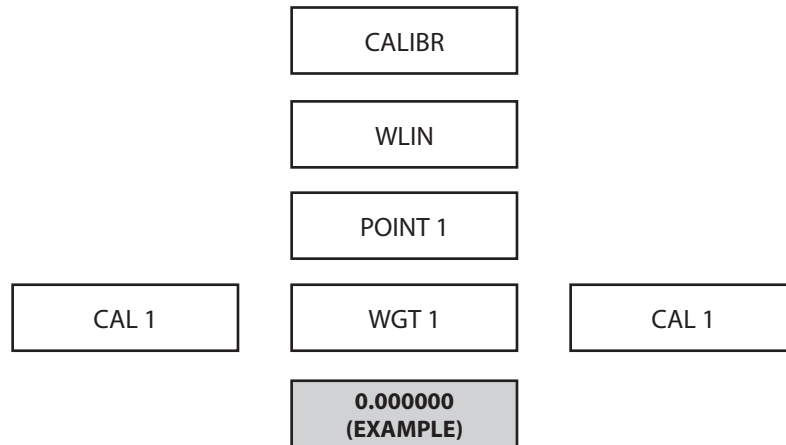 CALIBR
WLIN
POINT 1
CAL 1
WGT 1
CAL 1
0.000000
(EXAMPLE)